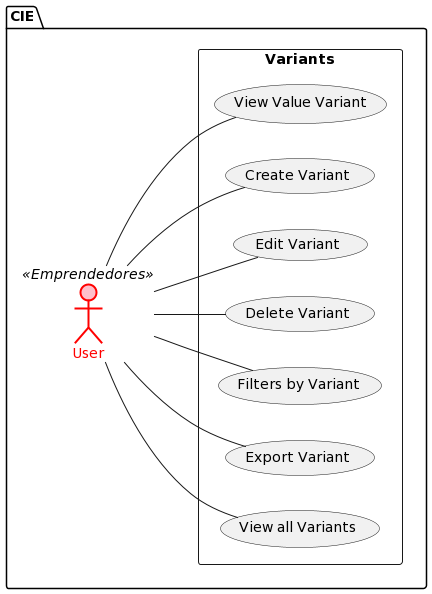 CIE
Variants
View Value Variant
Create Variant
Edit Variant
«Emprendedores»
Delete Variant
User
Filters by Variant
Export Variant
View all Variants